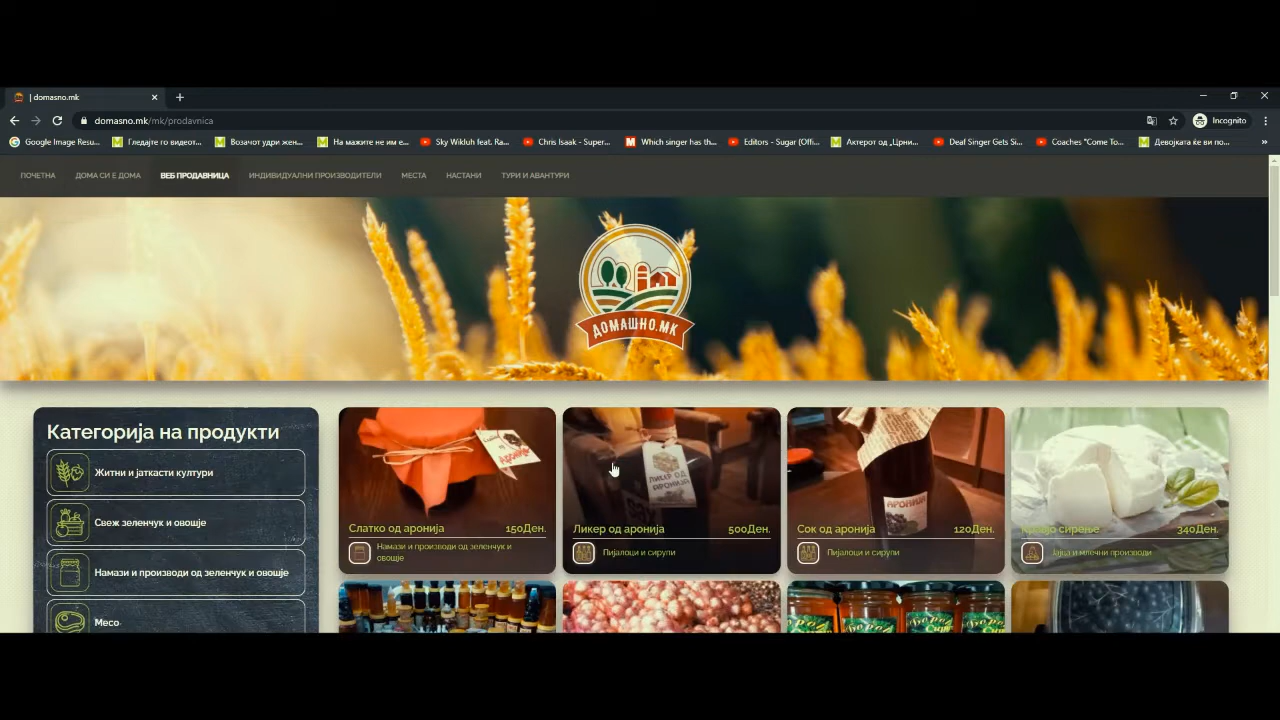 | domasno.mk
domasno.mk/mk/prodavnica
Incognito
Google Image Resu...
Гледајте го видеот...
Возачот удри жен...
На мажите не им е...
Sky Wikluh feat. Ra...
Chris Isaak - Super...
Which singer has th...
Editors - Sugar (Offi...
Актерот од „Црни...
Deaf Singer Gets Si...
Coaches "Come To...
Девојката ќе ви по...
ПОЧЕТНА
ДОМА СИ Е ДОМА
ВЕБ ПРОДАВНИЦА
ИНДИВИДУАЛНИ ПРОИЗВОДИТЕЛИ
МЕСТА
НАСТАНИ
ТУРИ И АВАНТУРИ
ДОМАШНО.МК
Категорија на продукти
Житни и јаткасти култури
Свеж зеленчук и овошје
Намази и производи од зеленчук и овошје
Месо
Слатко од аронија
150Ден.
Намази и производи од зеленчук и
овошје
ЛИКЕР ОД
АРОНИЈА
Ликер од аронија
500Ден.
Пијалоци и сирупи
АРОНИЈА
Сок од аронија
120Ден.
Пијалоци и сирупи
сирење
340Ден.
Јајца и млечни производи